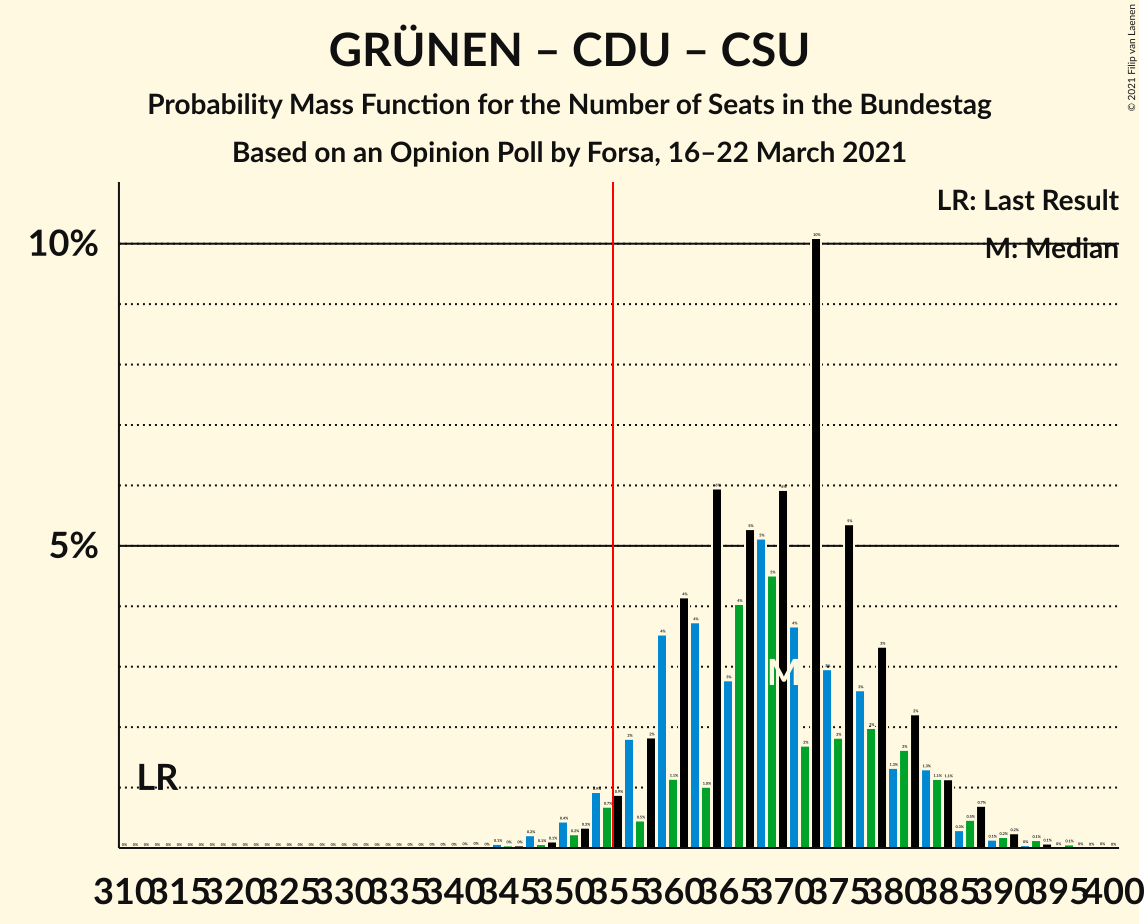 GRÜNEN – CDU – CSU
Probability Mass Function for the Number of Seats in the Bundestag
Based on an Opinion Poll by Forsa, 16–22 March 2021
© 2021 Filip van Laenen
LR: Last Result
M: Median
10%
5%
LR
M
310 315 320 325 330 335 340 345 350 355 360 365 370 375 380 385 390 395 400